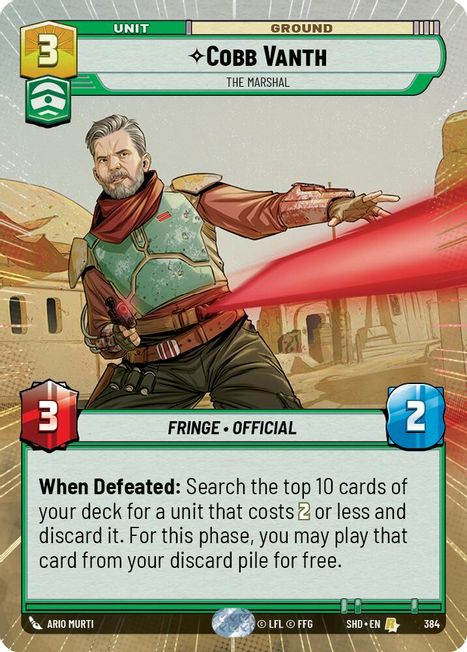 UNIT GROUND
3 ✧COBB VANTH
THE MARSHAL
3 FRINGE • OFFICIAL 2
When Defeated: Search the top 10 cards of
your deck for a unit that costs 2 or less and
discard it. For this phase, you may play that
card from your discard pile for free.
ARIO MURTI © LFL © FFG SHD • EN R 384